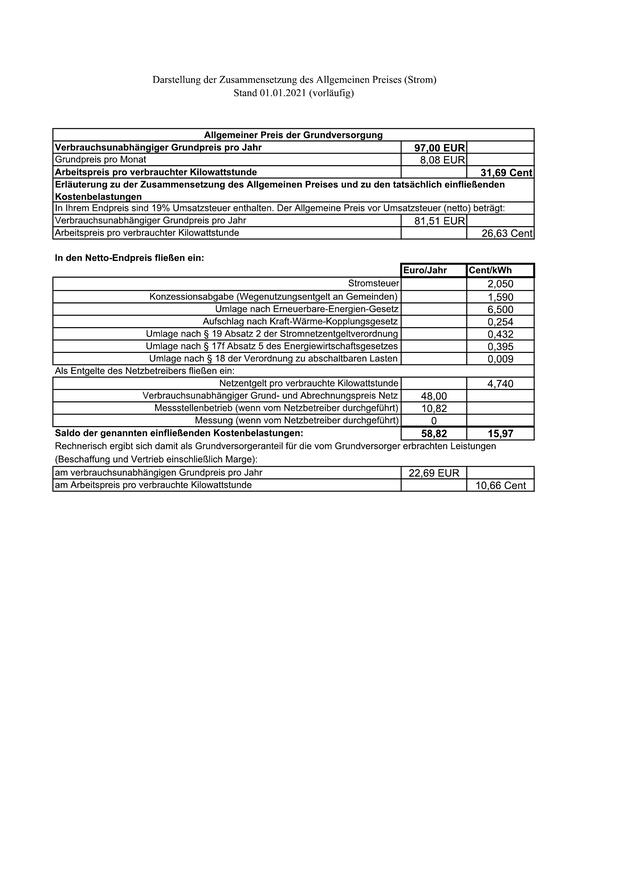 Darstellung der Zusammensetzung des Allgemeinen Preises (Strom)
Stand 01.01.2021 (vorläufig)
Allgemeiner Preis der Grundversorgung
Verbrauchsunabhängiger Grundpreis pro Jahr 97,00 EUR
Grundpreis pro Monat 8,08 EUR
Arbeitspreis pro verbrauchter Kilowattstunde 31,69 Cent
Erläuterung zu der Zusammensetzung des Allgemeinen Preises und zu den tatsächlich einfließenden
Kostenbelastungen
In Ihrem Endpreis sind 19% Umsatzsteuer enthalten. Der Allgemeine Preis vor Umsatzsteuer (netto) beträgt:
Verbrauchsunabhängiger Grundpreis pro Jahr 81,51 EUR
Arbeitspreis pro verbrauchter Kilowattstunde 26,63 Cent
In den Netto-Endpreis fließen ein:
Euro/Jahr Cent/kWh
Stromsteuer 2,050
Konzessionsabgabe (Wegenutzungsentgelt an Gemeinden) 1,590
Umlage nach Erneuerbare-Energien-Gesetz 6,500
Aufschlag nach Kraft-Wärme-Kopplungsgesetz 0,254
Umlage nach § 19 Absatz 2 der Stromnetzentgeltverordnung 0,432
Umlage nach § 17f Absatz 5 des Energiewirtschaftsgesetzes 0,395
Umlage nach § 18 der Verordnung zu abschaltbaren Lasten 0,009
Als Entgelte des Netzbetreibers fließen ein:
Netzentgelt pro verbrauchte Kilowattstunde 4,740
Verbrauchsunabhängiger Grund- und Abrechnungspreis Netz 48,00
Messstellenbetrieb (wenn vom Netzbetreiber durchgeführt) 10,82
Messung (wenn vom Netzbetreiber durchgeführt) 0
Saldo der genannten einfließenden Kostenbelastungen: 58,82 15,97
Rechnerisch ergibt sich damit als Grundversorgeranteil für die vom Grundversorger erbrachten Leistungen
(Beschaffung und Vertrieb einschließlich Marge):
am verbrauchsunabhängigen Grundpreis pro Jahr 22,69 EUR
am Arbeitspreis pro verbrauchte Kilowattstunde 10,66 Cent